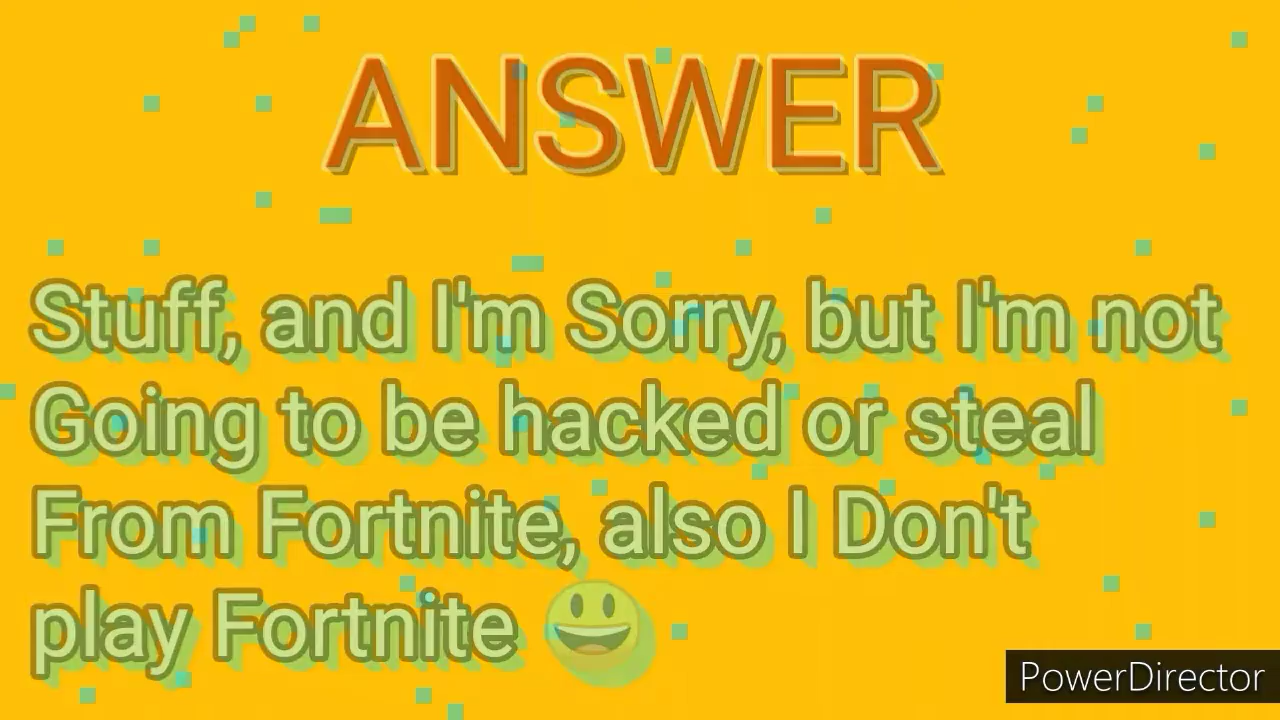 ANSWER
Stuff, and I'm Sorry, but I'm not
Going to be hacked or steal
From Fortnite, also I Don't
play Fortnite 😃
PowerDirector